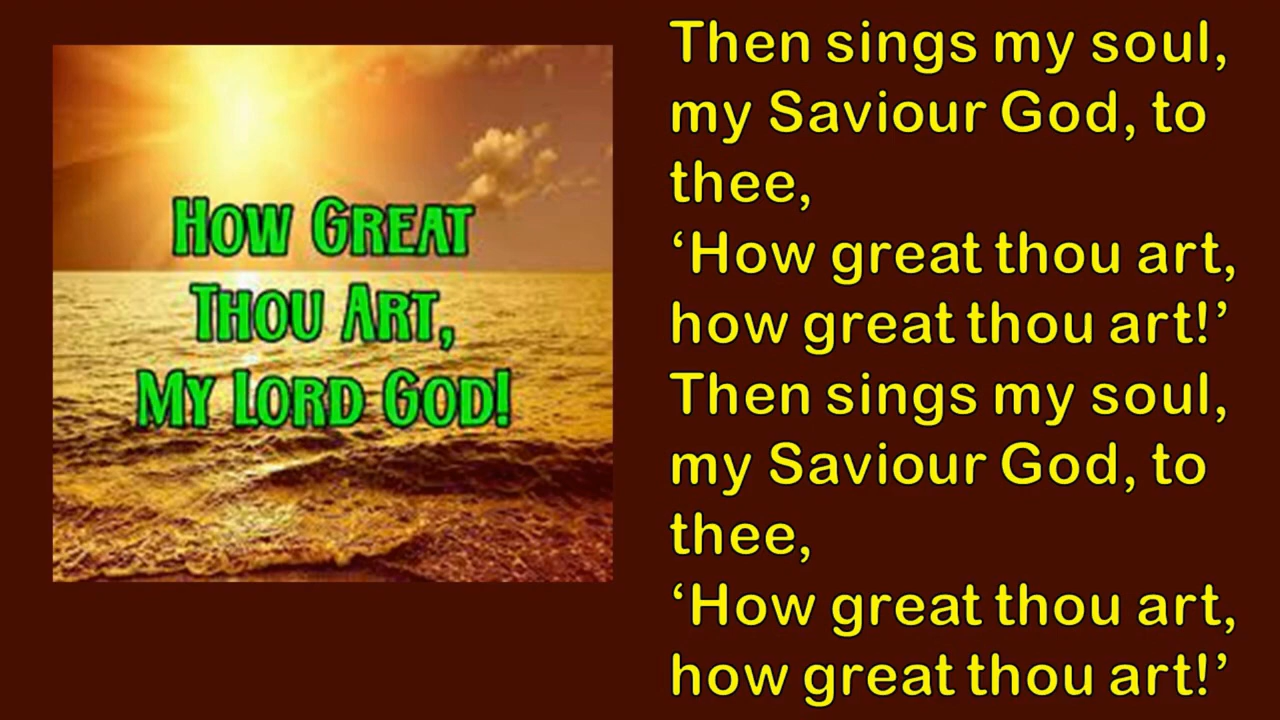 How Great
Thou Art,
My Lord God!
Then sings my soul,
my Saviour God, to
thee,
‘How great thou art,
how great thou art!’
Then sings my soul,
my Saviour God, to
thee,
‘How great thou art,
how great thou art!’